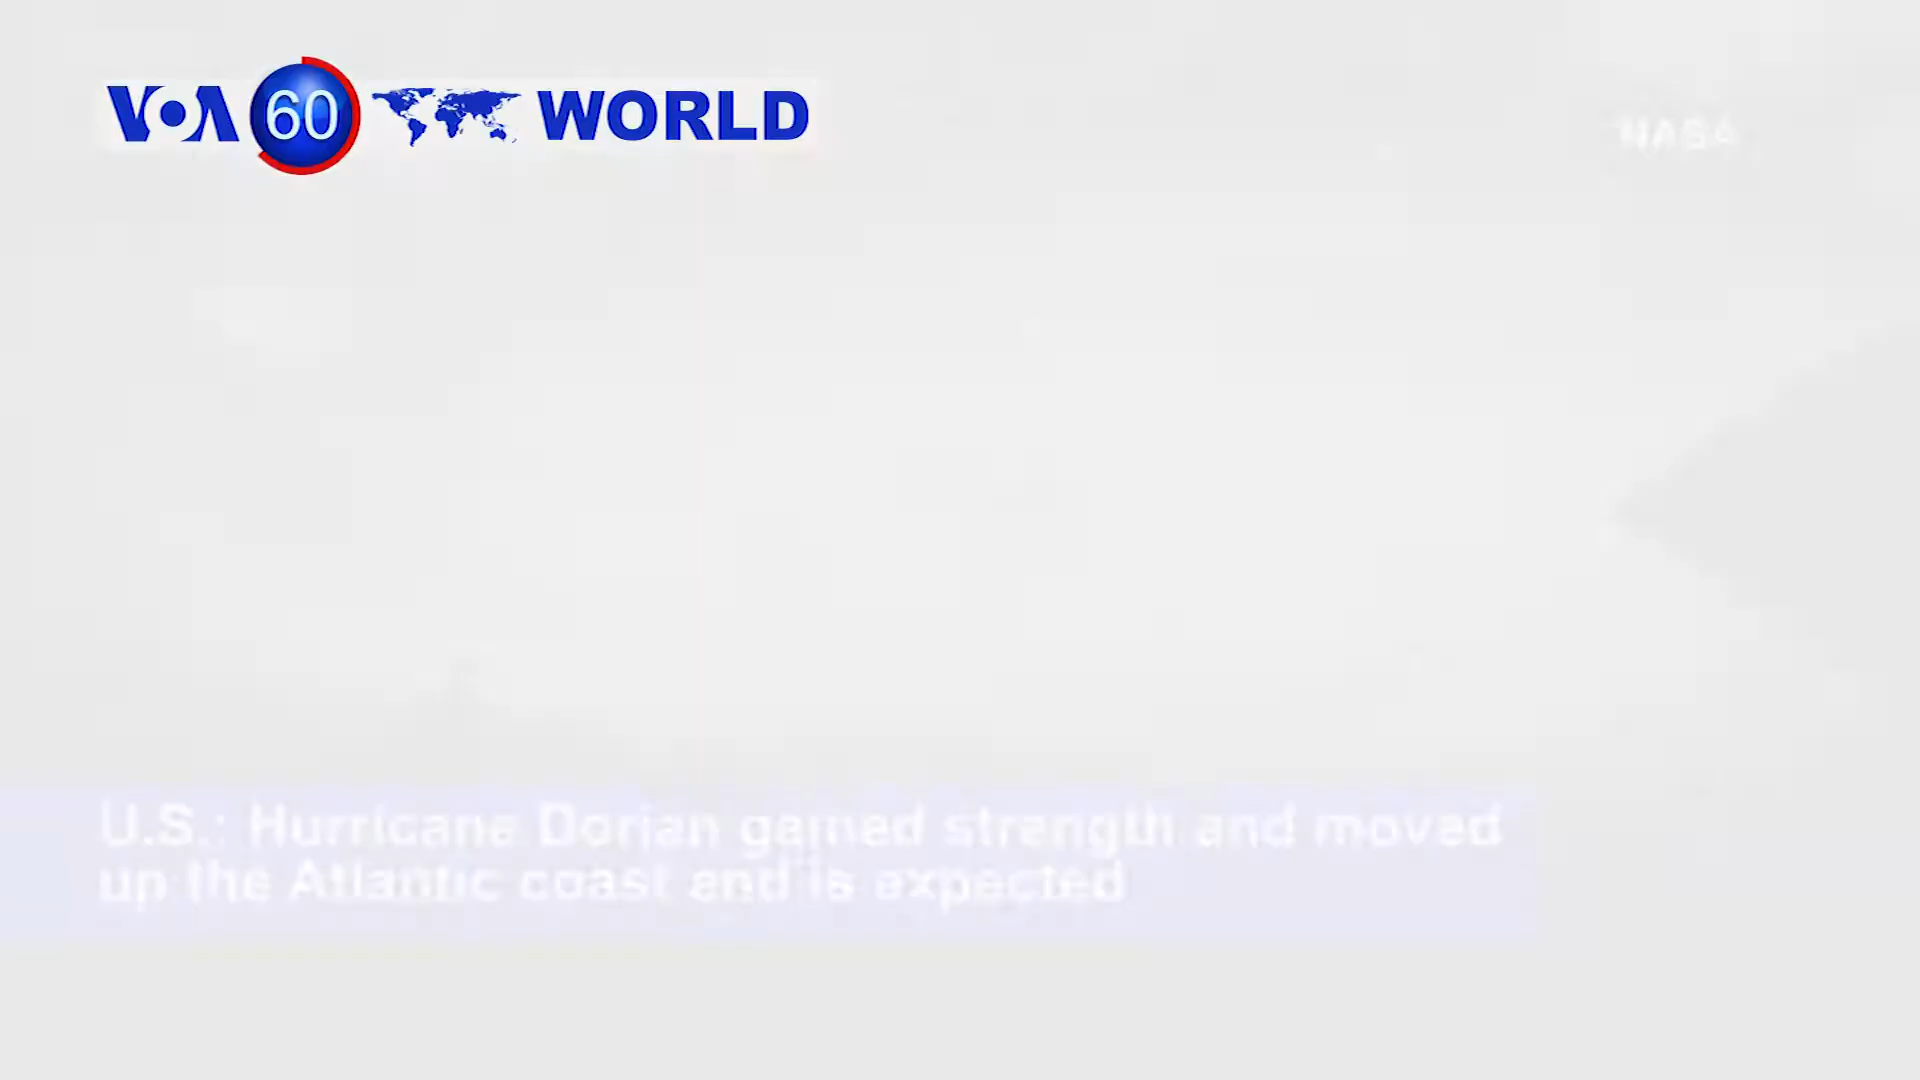 VOA 60 WORLD
NASA
U.S.: Hurricane Dorian gained strength and moved
up the Atlantic coast and is expected